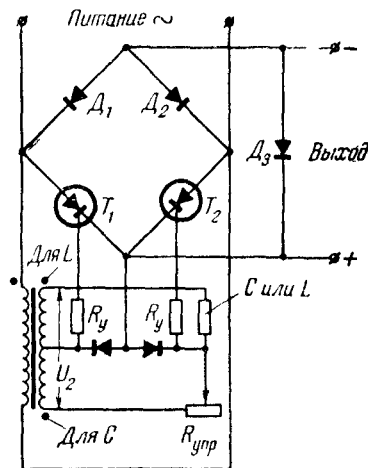 Питание ~
−
Д₁
Д₂
Д₃
Выход
T₁
T₂
+
Для L
С или L
Rу
Rу
U₂
Для С
Rупр